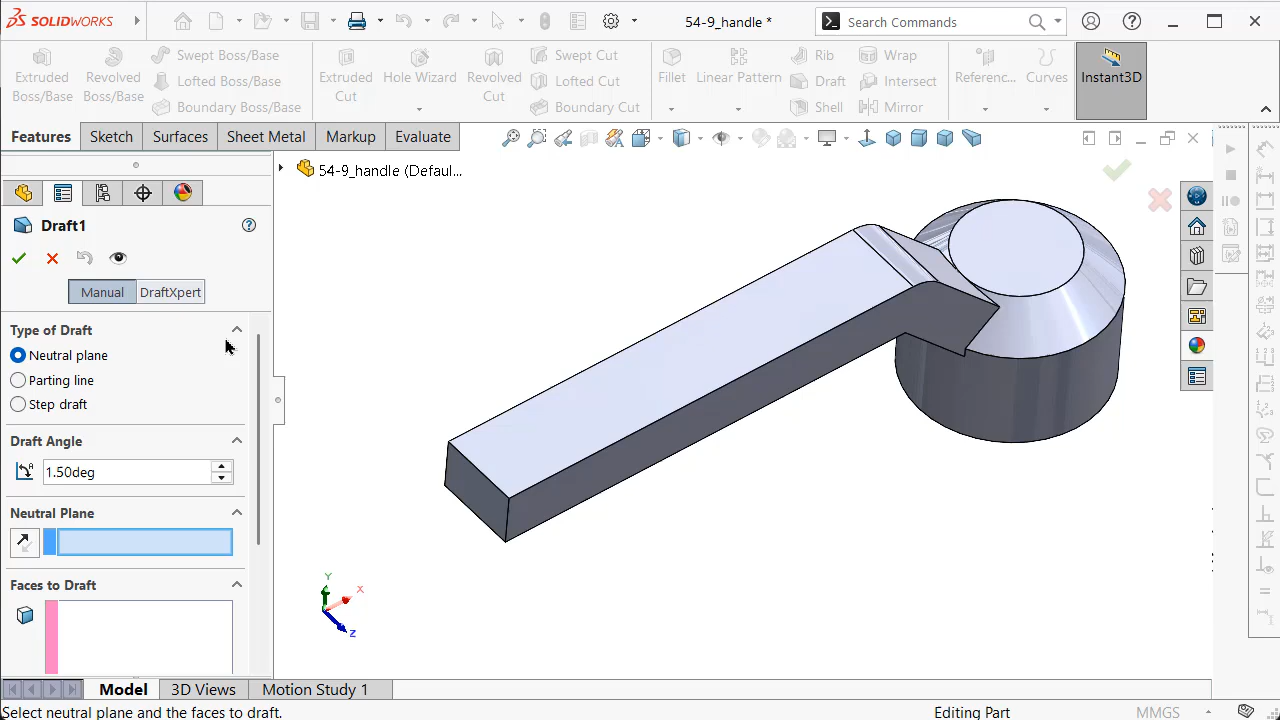 SOLIDWORKS
54-9_handle *
Search Commands
Extruded Boss/Base
Revolved Boss/Base
Swept Boss/Base
Lofted Boss/Base
Boundary Boss/Base
Extruded Cut
Hole Wizard
Revolved Cut
Swept Cut
Lofted Cut
Boundary Cut
Fillet
Linear Pattern
Rib
Draft
Shell
Wrap
Intersect
Mirror
Referenc...
Curves
Instant3D
Features
Sketch
Surfaces
Sheet Metal
Markup
Evaluate
54-9_handle (Defaul...
Draft1
Manual
DraftXpert
Type of Draft
Neutral plane
Parting line
Step draft
Draft Angle
1.50deg
Neutral Plane
Faces to Draft
Y
X
Z
Model
3D Views
Motion Study 1
Select neutral plane and the faces to draft.
Editing Part
MMGS